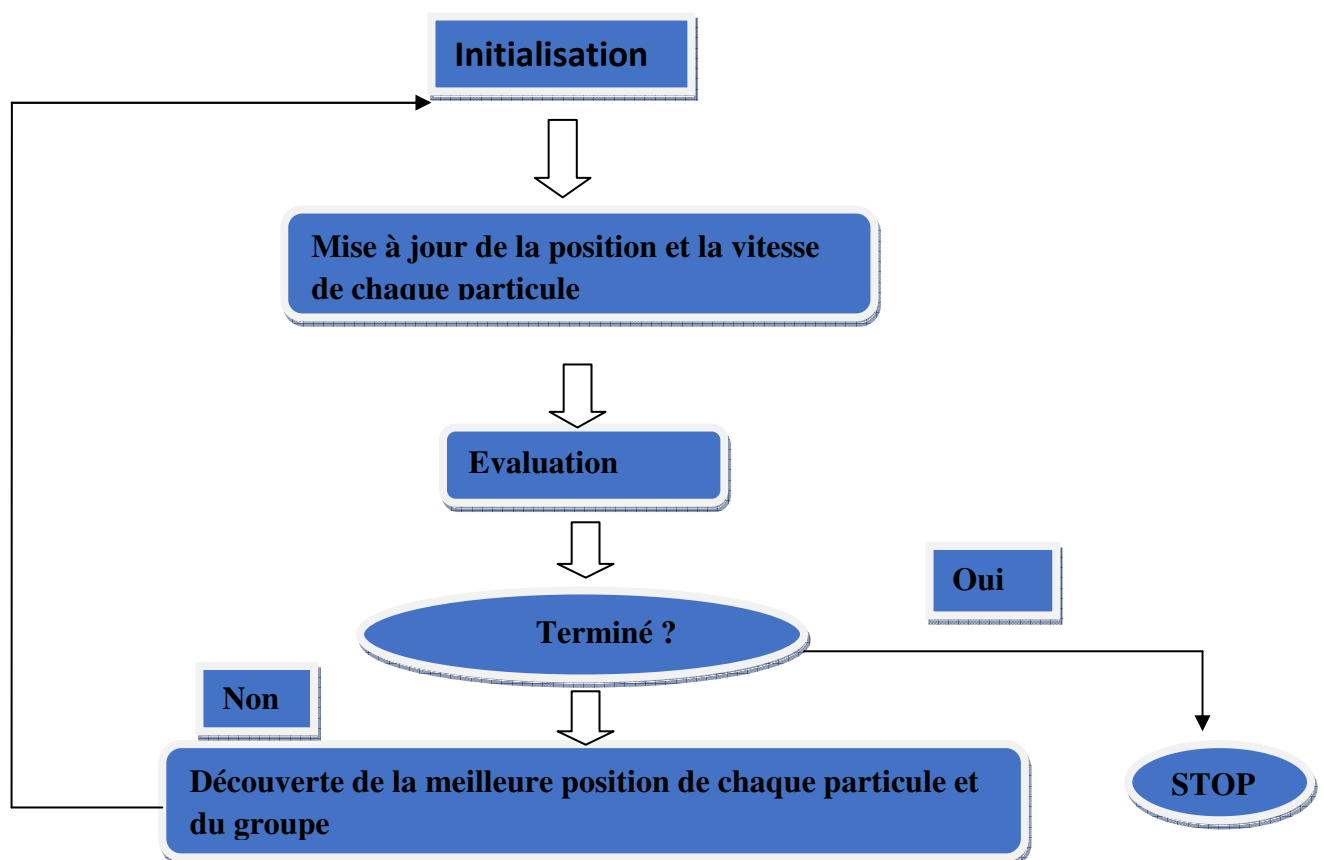 Initialisation
Mise à jour de la position et la vitesse
de chaque particule
Evaluation
Oui
Terminé ?
Non
Découverte de la meilleure position de chaque particule et
du groupe
STOP